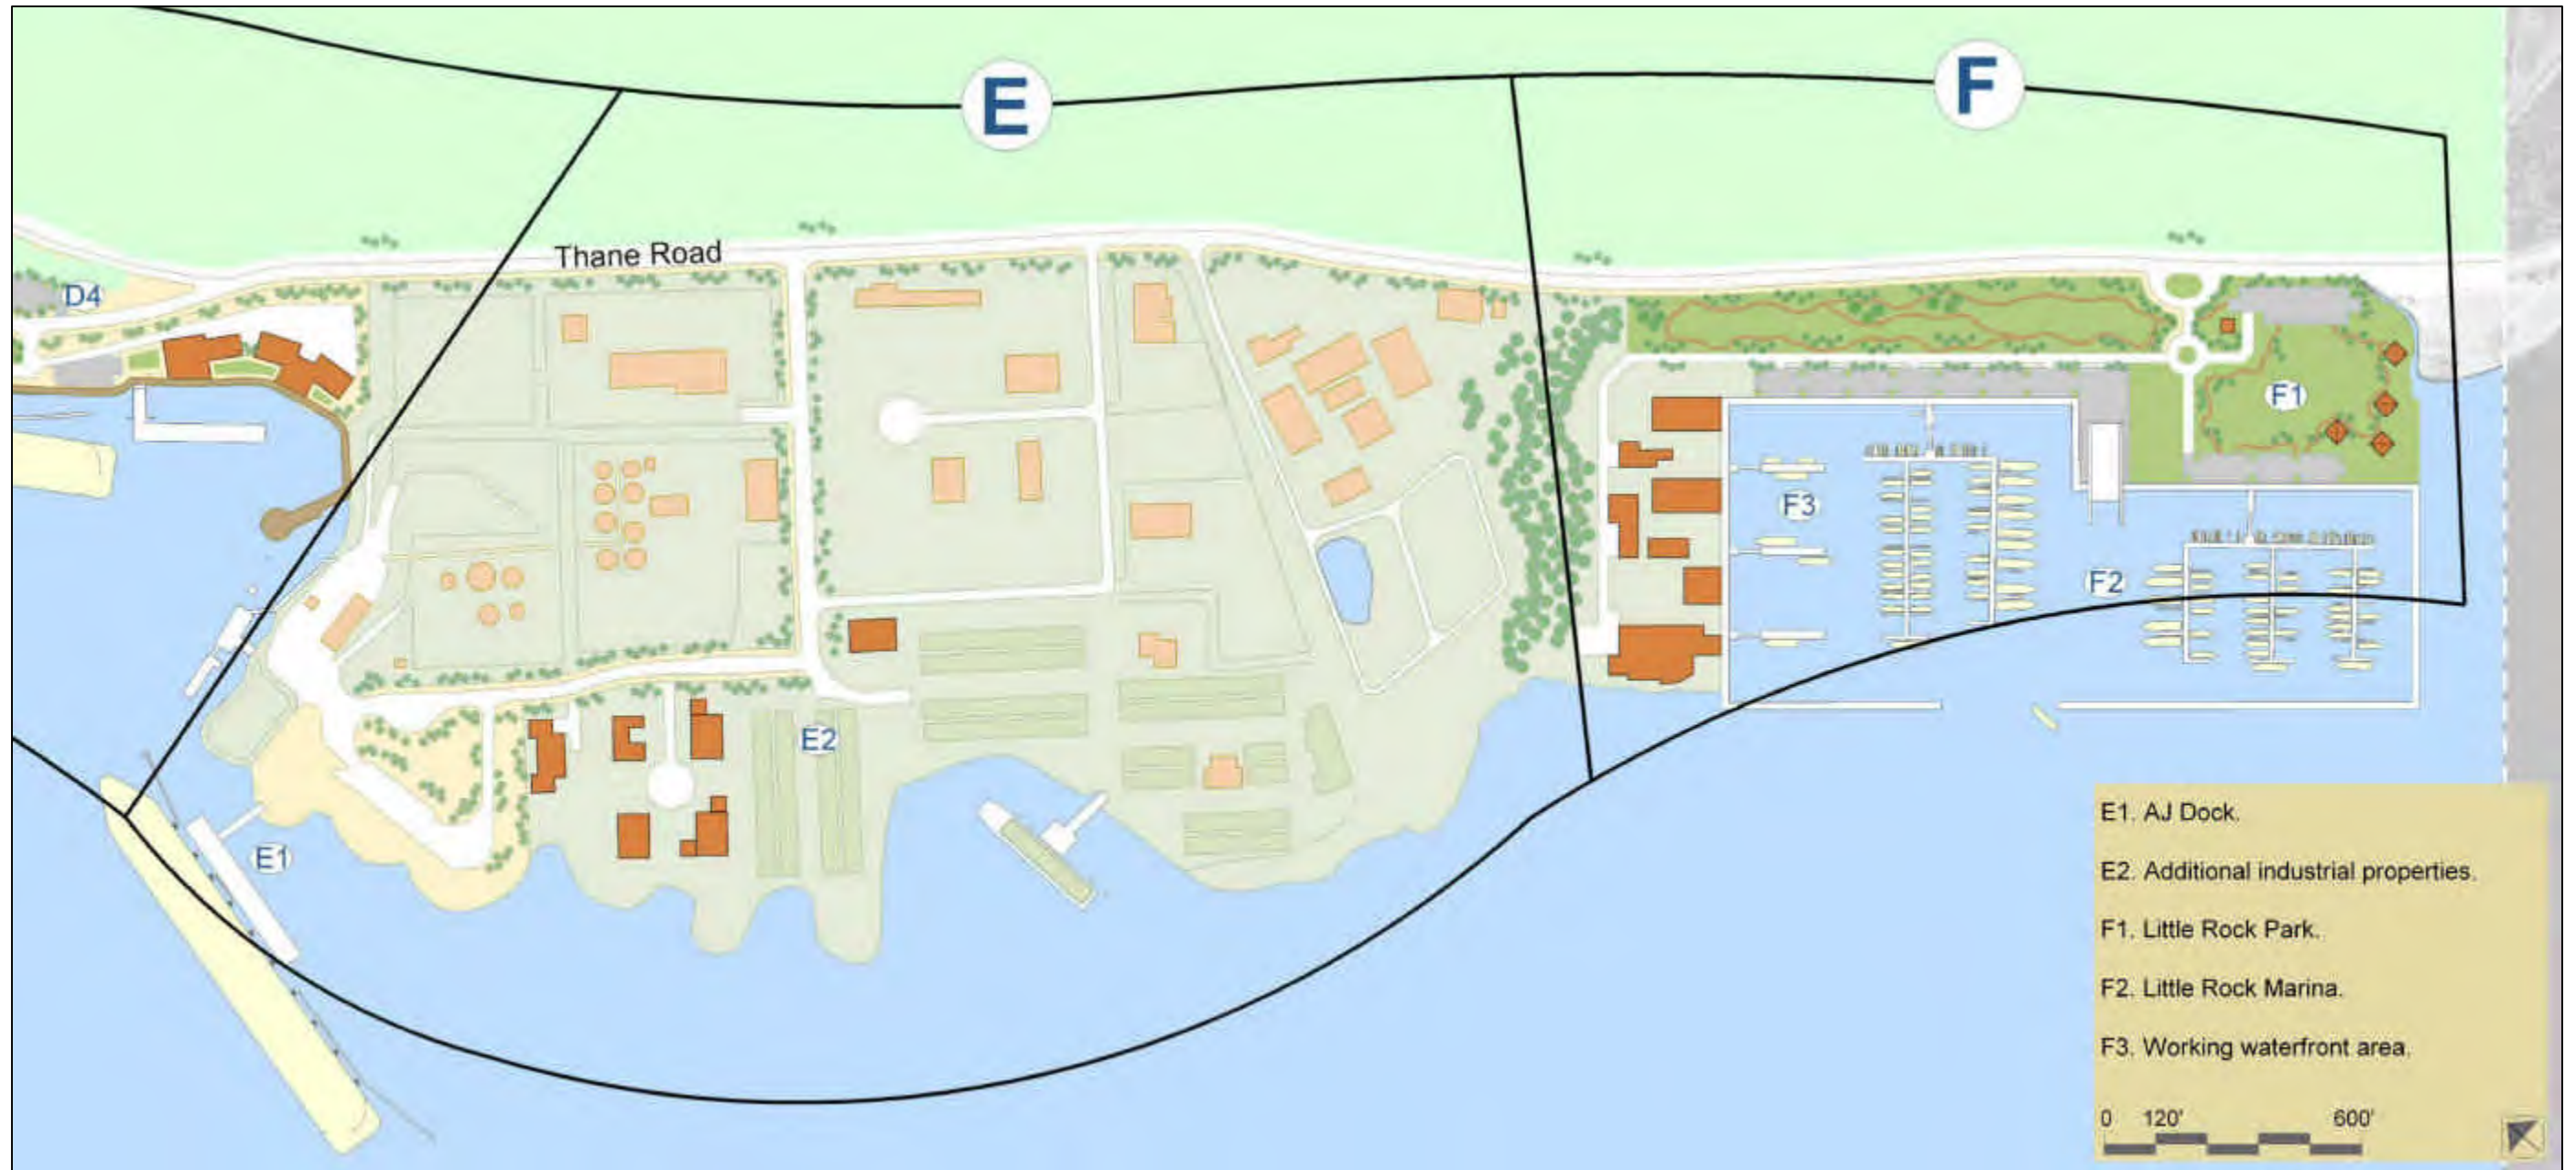 E
F
Thane Road
D4
F1
F3
F2
E2
E1
E1. AJ Dock.
E2. Additional industrial properties.
F1. Little Rock Park.
F2. Little Rock Marina.
F3. Working waterfront area.
0 120' 600'